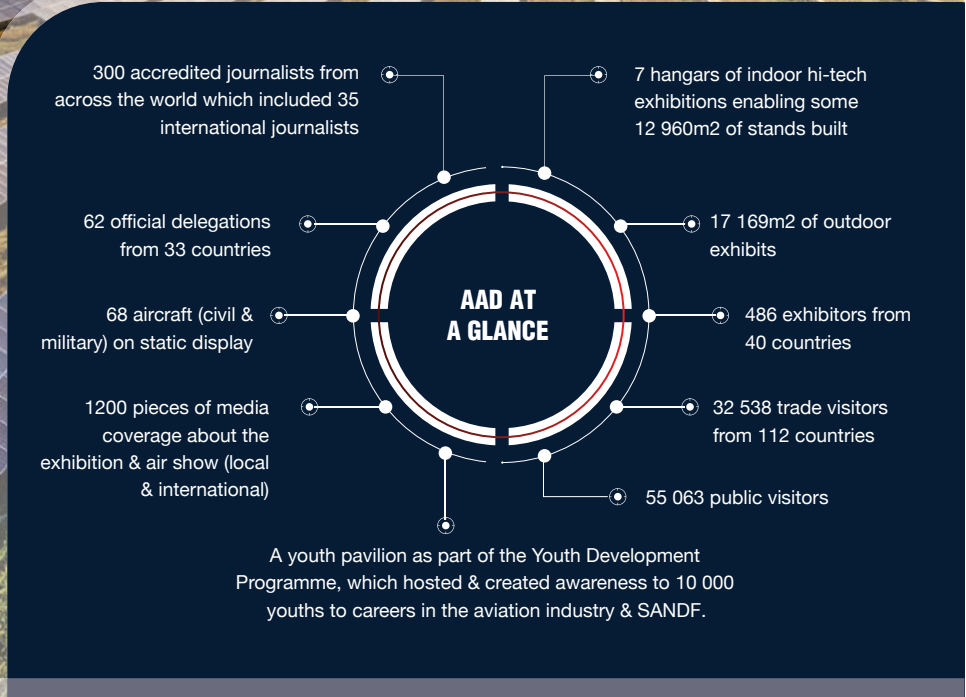 300 accredited journalists from
across the world which included 35
international journalists
62 official delegations
from 33 countries
68 aircraft (civil &
military) on static display
1200 pieces of media
coverage about the
exhibition & air show (local
& international)
AAD AT
A GLANCE
7 hangars of indoor hi-tech
exhibitions enabling some
12 960m2 of stands built
17 169m2 of outdoor
exhibits
486 exhibitors from
40 countries
32 538 trade visitors
from 112 countries
55 063 public visitors
A youth pavilion as part of the Youth Development
Programme, which hosted & created awareness to 10 000
youths to careers in the aviation industry & SANDF.